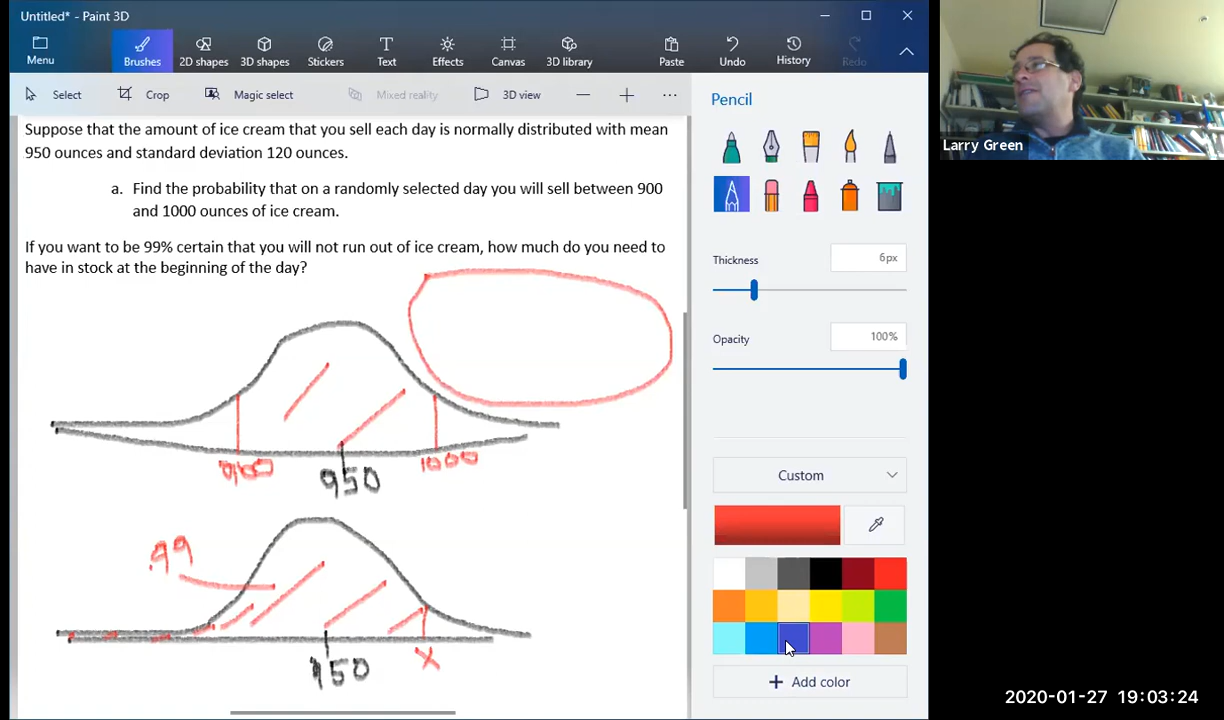 Untitled* - Paint 3D
Menu
Brushes
2D shapes
3D shapes
Stickers
Text
Effects
Canvas
3D library
Paste
Undo
History
Redo
Select
Crop
Magic select
Mixed reality
3D view
Pencil
Larry Green
Suppose that the amount of ice cream that you sell each day is normally distributed with mean
950 ounces and standard deviation 120 ounces.
a. Find the probability that on a randomly selected day you will sell between 900
and 1000 ounces of ice cream.
If you want to be 99% certain that you will not run out of ice cream, how much do you need to
have in stock at the beginning of the day?
900
950
1000
.99
950
x
Thickness
6px
Opacity
100%
Custom
+ Add color
2020-01-27 19:03:24